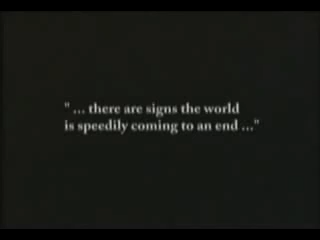 " ... there are signs the world
is speedily coming to an end ..."